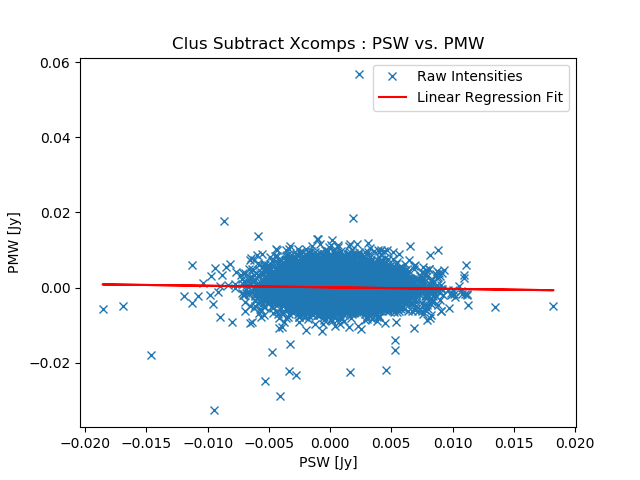 Clus Subtract Xcomps : PSW vs. PMW
Raw Intensities
Linear Regression Fit
PMW [Jy]
0.06
0.04
0.02
0.00
−0.02
−0.020 −0.015 −0.010 −0.005 0.000 0.005 0.010 0.015 0.020
PSW [Jy]